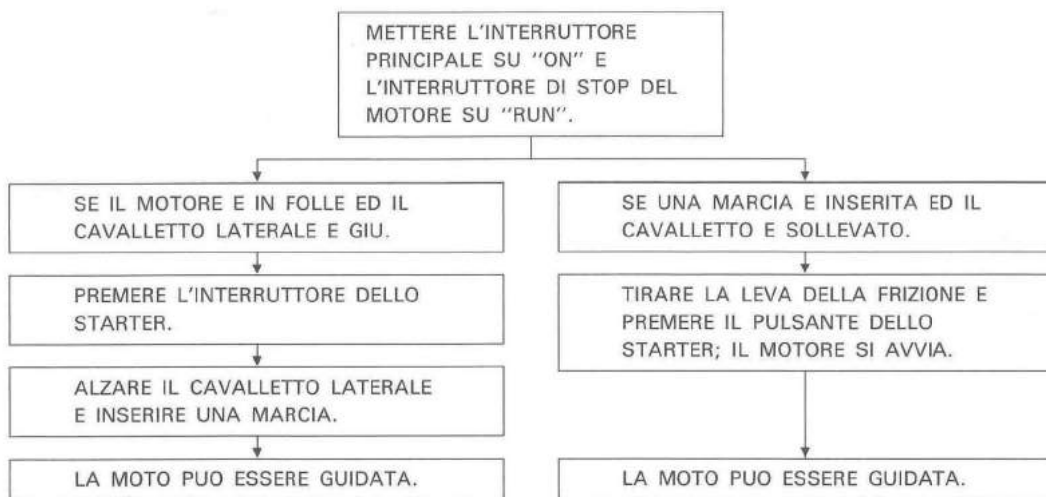 METTERE L'INTERRUTTORE
PRINCIPALE SU "ON" E
L'INTERRUTTORE DI STOP DEL
MOTORE SU "RUN".
SE IL MOTORE E IN FOLLE ED IL
CAVALLETTO LATERALE E GIU.
PREMERE L'INTERRUTTORE DELLO
STARTER.
ALZARE IL CAVALLETTO LATERALE
E INSERIRE UNA MARCIA.
LA MOTO PUO ESSERE GUIDATA.
SE UNA MARCIA E INSERITA ED IL
CAVALLETTO E SOLLEVATO.
TIRARE LA LEVA DELLA FRIZIONE E
PREMERE IL PULSANTE DELLO
STARTER; IL MOTORE SI AVVIA.
LA MOTO PUO ESSERE GUIDATA.